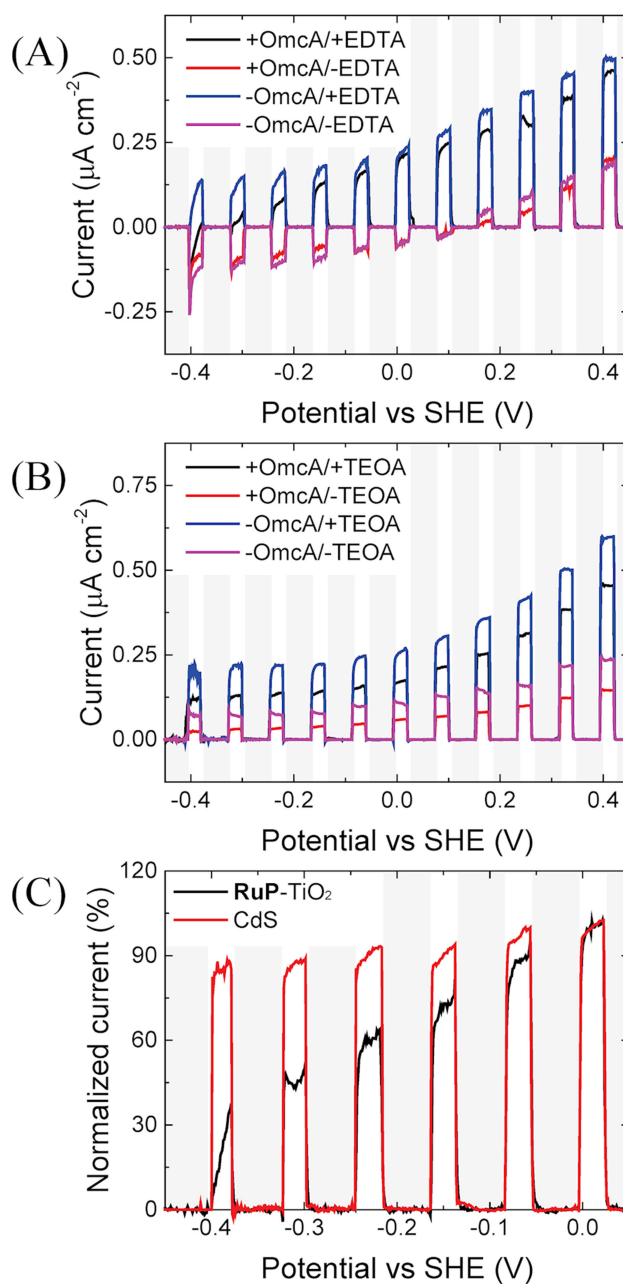 (A)
+OmcA/+EDTA
+OmcA/-EDTA
-OmcA/+EDTA
-OmcA/-EDTA
0.50
0.25
0.00
-0.25
Current (μA cm⁻²)
-0.4 -0.2 0.0 0.2 0.4
Potential vs SHE (V)
(B)
+OmcA/+TEOA
+OmcA/-TEOA
-OmcA/+TEOA
-OmcA/-TEOA
0.75
0.50
0.25
0.00
Current (μA cm⁻²)
-0.4 -0.2 0.0 0.2 0.4
Potential vs SHE (V)
(C)
RuP-TiO₂
CdS
120
90
60
30
0
Normalized current (%)
-0.4 -0.3 -0.2 -0.1 0.0
Potential vs SHE (V)